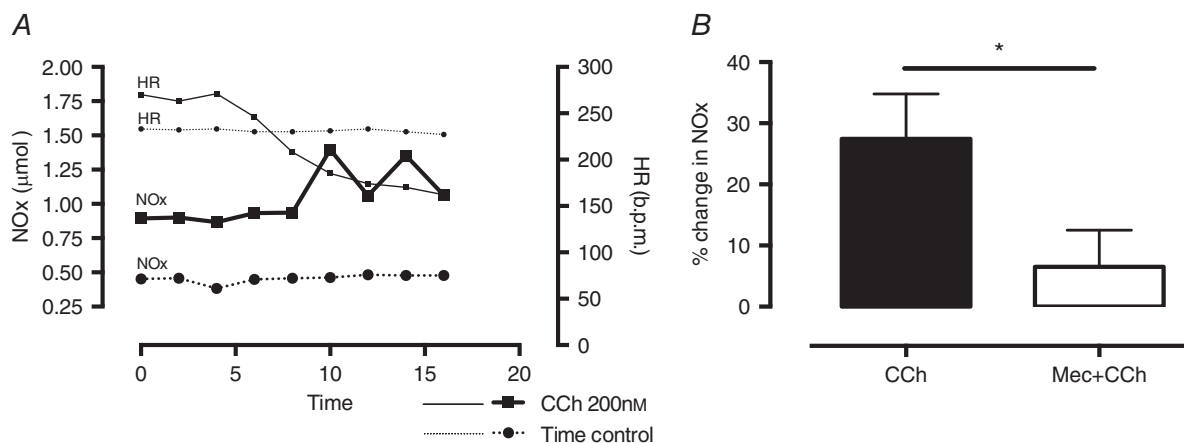 A
NOx (μmol)
2.00
1.75
1.50
1.25
1.00
0.75
0.50
0.25
HR
HR
NOx
NOx
300
250
200
150
100
50
0
HR (b.p.m.)
0 5 10 15 20
Time
CCh 200nM
Time control
B
% change in NOx
40
30
20
10
0
*
CCh Mec+CCh